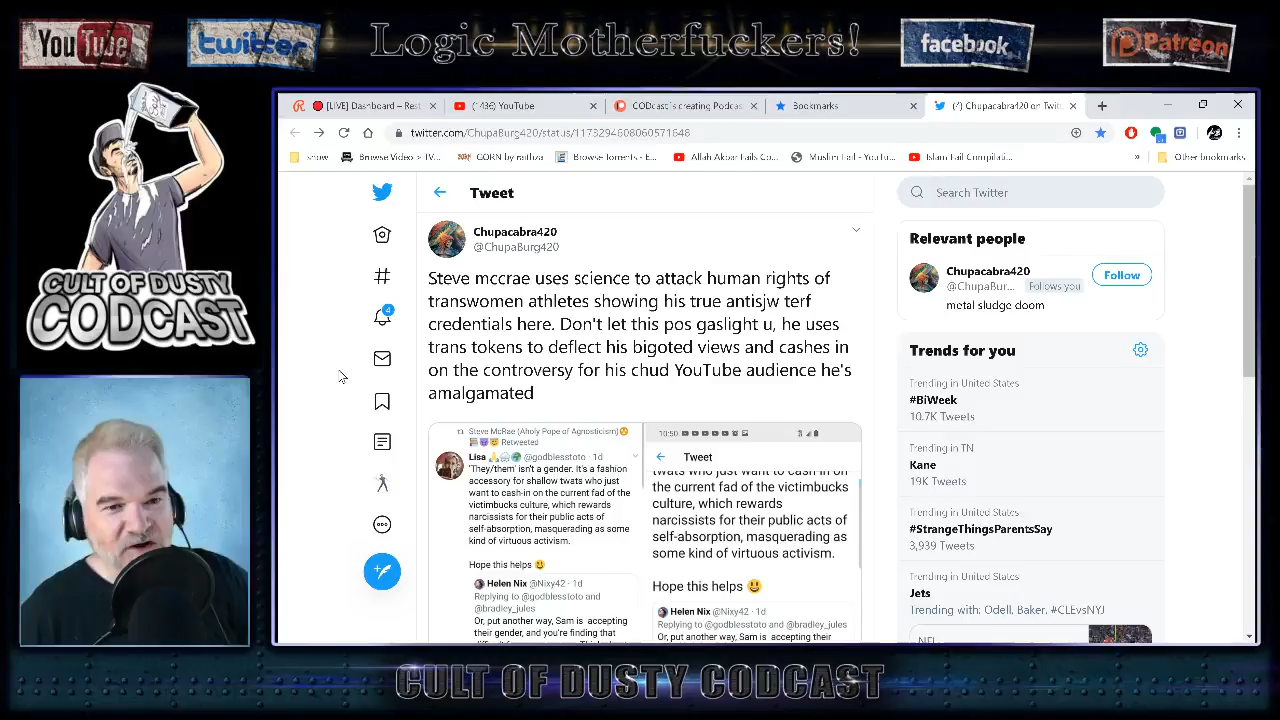 YouTube
twitter
Logic Motherfuckers!
facebook
Patreon
[LIVE] Dashboard – Rest
(1436) YouTube
CODcast is creating Podcas
Bookmarks
(4) Chupacabra420 on Twitt
twitter.com/ChupaBurg420/status/1173294608060571648
snow
Browse Video > IV...
GORN by raithza
Browse Torrents - E...
Allah Akbar Fails Co...
Muslim Fail - YouTu...
Islam Fail Compilati...
»
Other bookmarks
CULT OF DUSTY
CODCAST
Tweet
Chupacabra420
@ChupaBurg420
Steve mccrae uses science to attack human rights of
transwomen athletes showing his true antisjw terf
credentials here. Don't let this pos gaslight u, he uses
trans tokens to deflect his bigoted views and cashes in
on the controversy for his chud YouTube audience he's
amalgamated
Steve McRae (Aholy Pope of Agnosticism)
Retweeted
Lisa @godblesstoto · 1d
'They/them' isn't a gender. It's a fashion
accessory for shallow twats who just
want to cash-in on the current fad of the
victimbucks culture, which rewards
narcissists for their public acts of
self-absorption, masquerading as some
kind of virtuous activism.
Hope this helps
Helen Nix @Nixy42 · 1d
Replying to @godblesstoto and
@bradley_jules
Or, put another way, Sam is accepting
their gender, and you're finding that
10:50
Tweet
twats who just want to cash in on
the current fad of the victimbucks
culture, which rewards
narcissists for their public acts of
self-absorption, masquerading as
some kind of virtuous activism.
Hope this helps
Helen Nix @Nixy42 · 1d
Replying to @godblesstoto and @bradley_jules
Or, put another way, Sam is accepting their
4
Search Twitter
Relevant people
Chupacabra420
@ChupaBur... Follows you
Follow
metal sludge doom
Trends for you
Trending in United States
#BiWeek
10.7K Tweets
Trending in TN
Kane
19K Tweets
Trending in United States
#StrangeThingsParentsSay
3,939 Tweets
Trending in United States
Jets
Trending with: Odell, Baker, #CLEvsNYJ
NFL
CULT OF DUSTY CODCAST